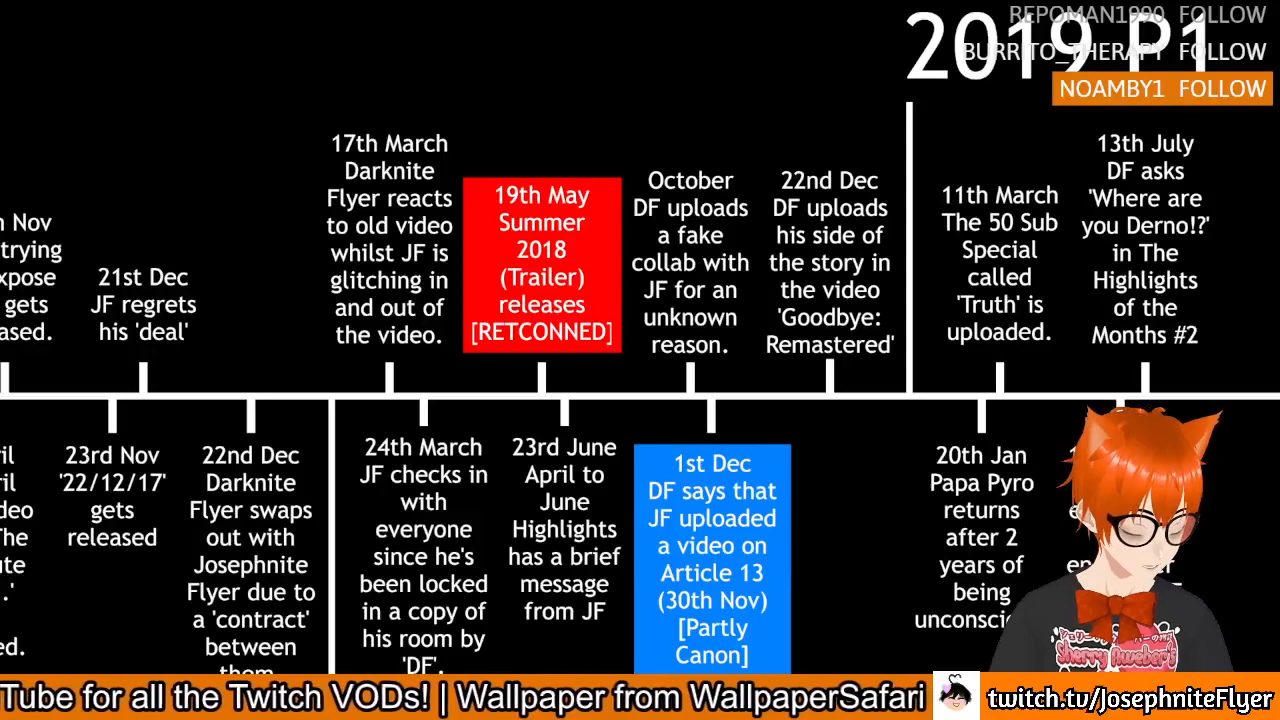 REPOMAN1990 FOLLOW
2019 P1
BURRITO_THERAPY FOLLOW
NOAMBY1 FOLLOW
Nov
trying
gets
21st Dec
JF regrets
his 'deal'
17th March
Darknite
Flyer reacts
to old video
whilst JF is
glitching in
and out of
the video.
19th May
Summer
2018
(Trailer)
releases
[RETCONNED]
October
DF uploads
a fake
collab with
JF for an
unknown
reason.
22nd Dec
DF uploads
his side of
the story in
the video
'Goodbye:
Remastered'
11th March
The 50 Sub
Special
called
'Truth' is
uploaded.
13th July
DF asks
'Where are
you Derno!?'
in The
Highlights
of the
Months #2
23rd Nov
'22/12/17'
gets
released
22nd Dec
Darknite
Flyer swaps
out with
Josephnite
Flyer due to
a 'contract'
between
them
24th March
JF checks in
with
everyone
since he's
been locked
in a copy of
his room by
'DF'.
23rd June
April to
June
Highlights
has a brief
message
from JF
1st Dec
DF says that
JF uploaded
a video on
Article 13
(30th Nov)
[Partly
Canon]
20th Jan
Papa Pyro
returns
after 2
years of
being
Sherry Aweber's
Tube for all the Twitch VODs! | Wallpaper from WallpaperSafari
twitch.tv/JosephniteFlyer